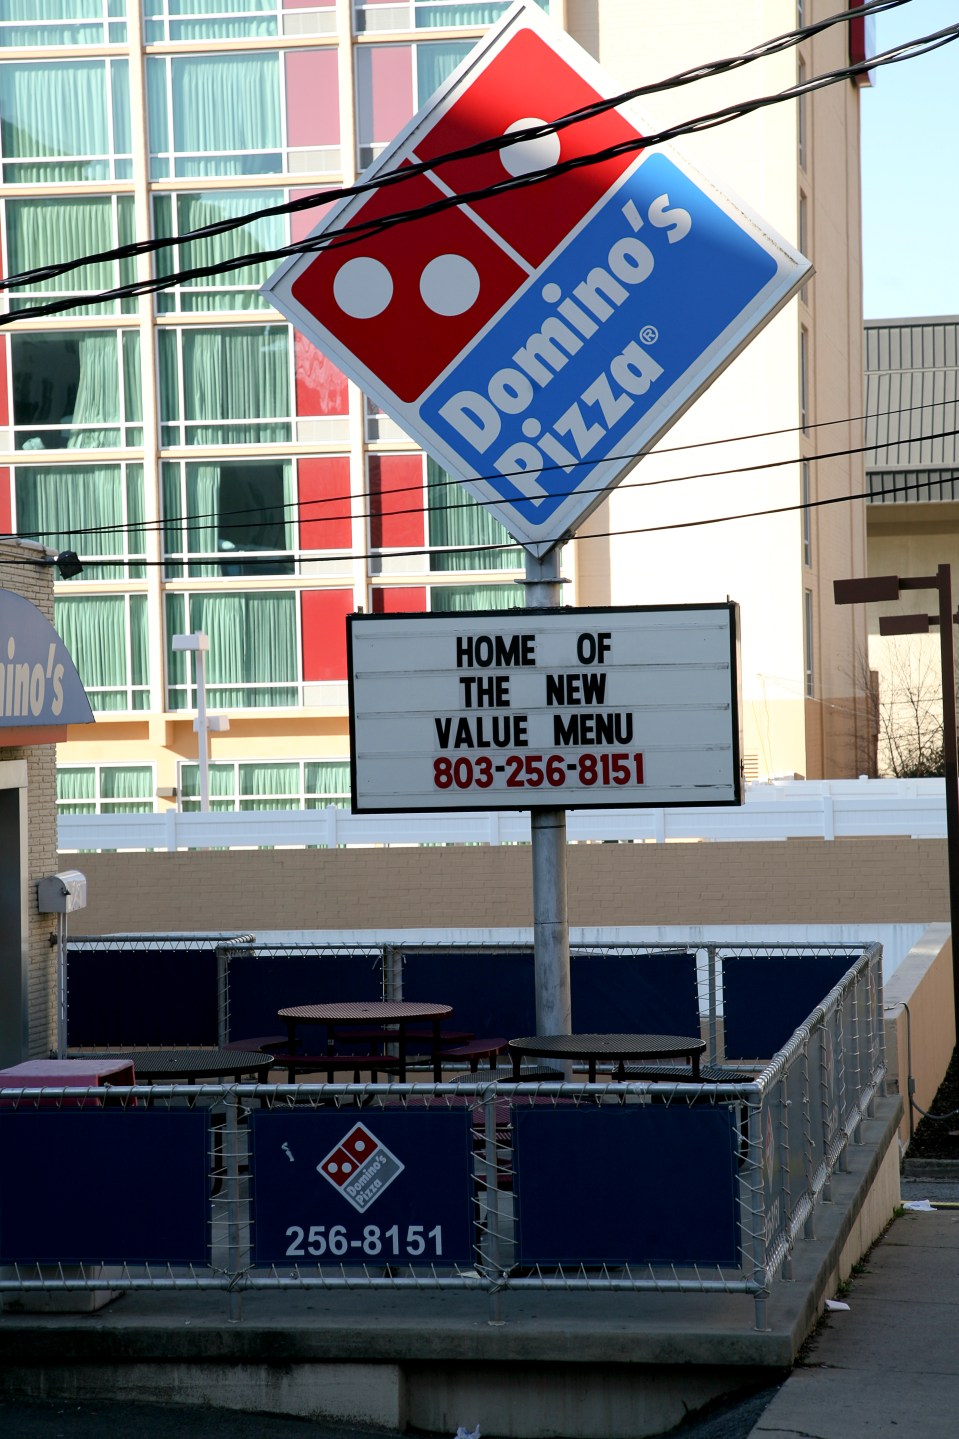 Domino's
Pizza®
HOME OF
THE NEW
VALUE MENU
803-256-8151
ino's
Domino's
Pizza
256-8151